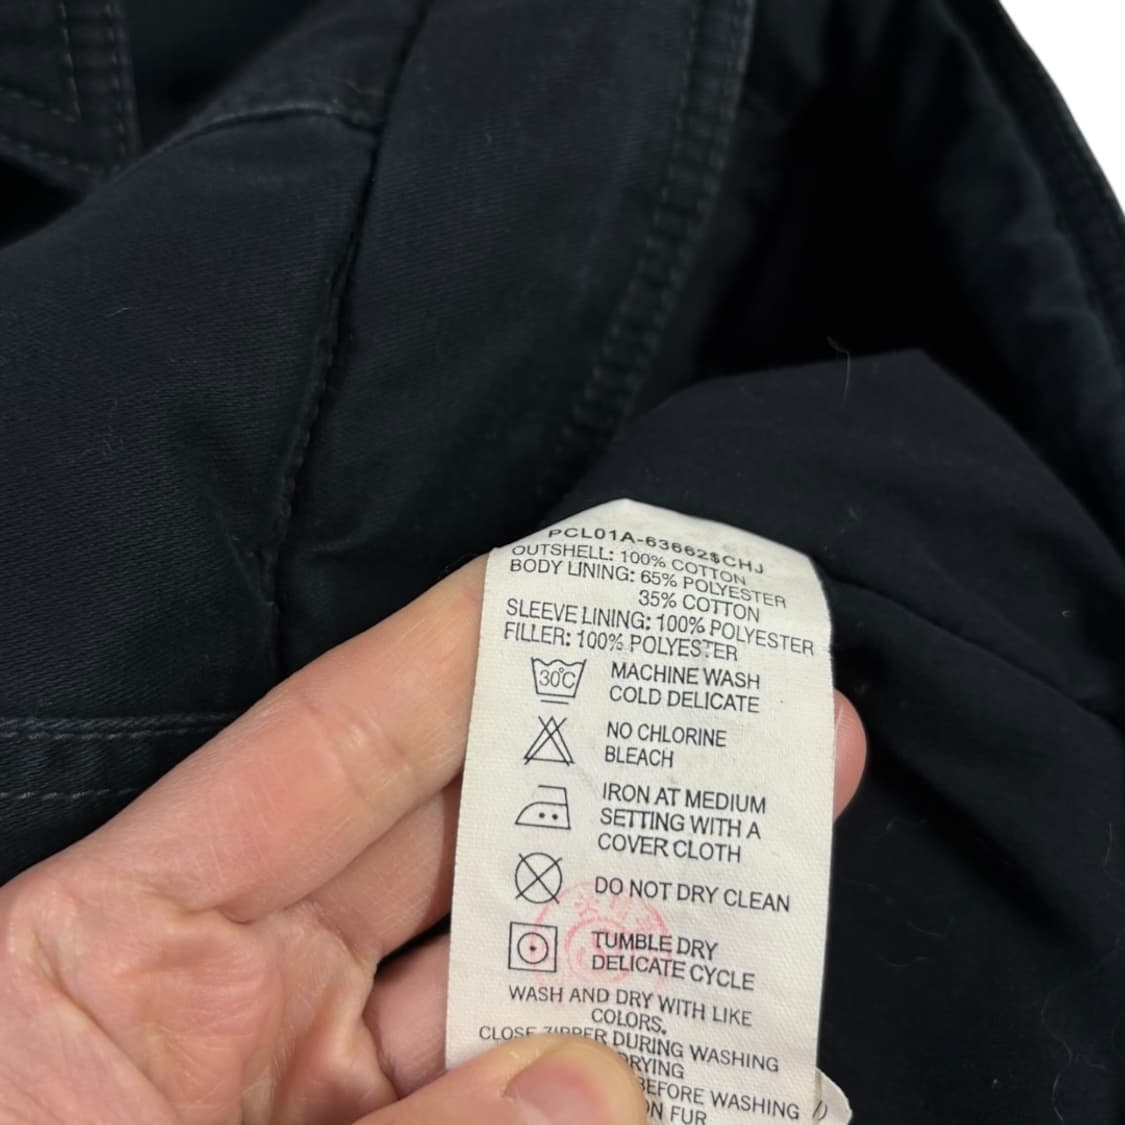 PCL01A-63662$CHJ
OUTSHELL: 100% COTTON
BODY LINING: 65% POLYESTER
35% COTTON
SLEEVE LINING: 100% POLYESTER
FILLER: 100% POLYESTER
30°C MACHINE WASH
COLD DELICATE
NO CHLORINE
BLEACH
IRON AT MEDIUM
SETTING WITH A
COVER CLOTH
DO NOT DRY CLEAN
TUMBLE DRY
DELICATE CYCLE
WASH AND DRY WITH LIKE
COLORS.
CLOSE ZIPPER DURING WASHING
DRYING
BEFORE WASHING
ON FUR